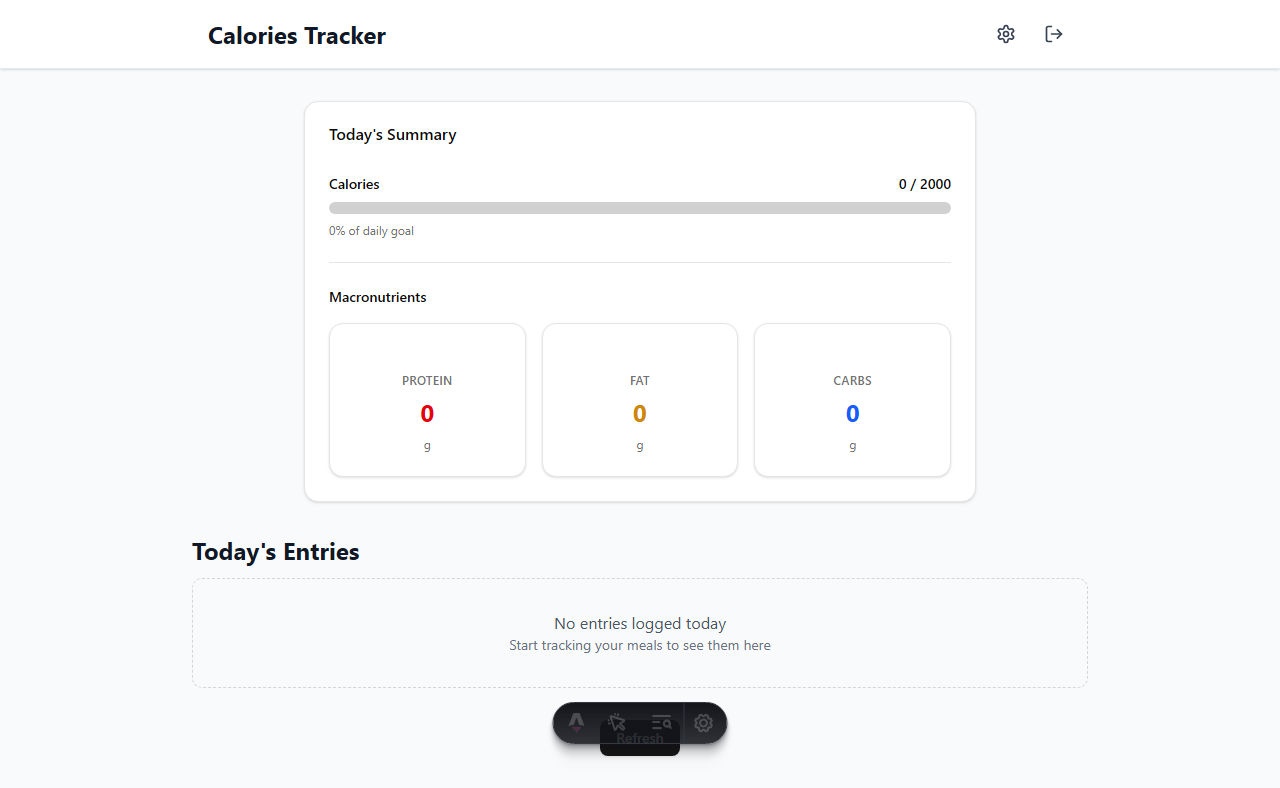 Calories Tracker
Today's Summary
Calories
0 / 2000
0% of daily goal
Macronutrients
PROTEIN
0
g
FAT
0
g
CARBS
0
g
Today's Entries
No entries logged today
Start tracking your meals to see them here
Refresh